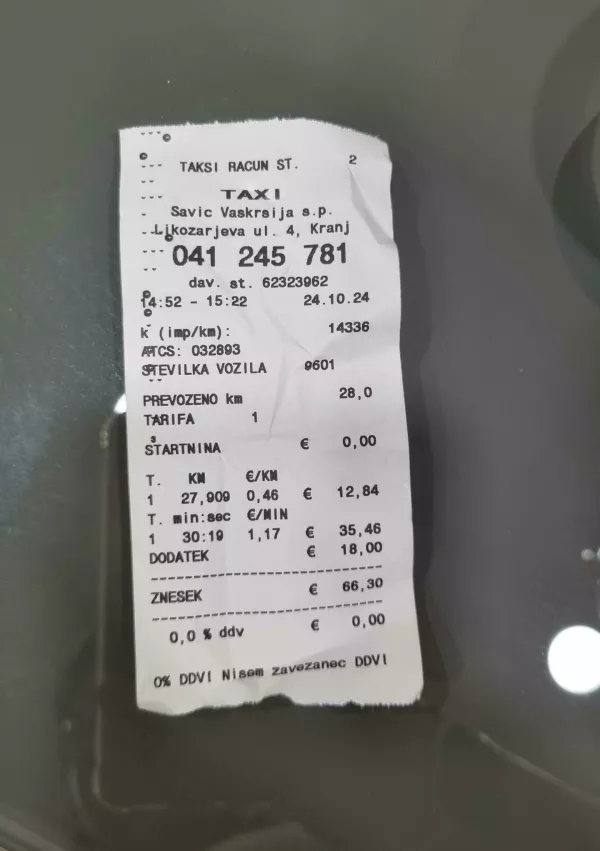 TAKSI RACUN ST. 2
TAXI
Savic Vaskrsija s.p.
Likozarjeva ul. 4, Kranj
041 245 781
dav. st. 62323962
14:52 - 15:22 24.10.24
k (imp/km): 14336
ATCS: 032893
STEVILKA VOZILA 9601
PREVOZENO km 28,0
TARIFA 1
STARTNINA € 0,00
T. KM €/KM
1 27,909 0,46 € 12,84
T. min:sec €/MIN
1 30:19 1,17 € 35,46
DODATEK € 18,00
ZNESEK € 66,30
0,0 % ddv € 0,00
0% DDV! Nisem zavezanec DDV!